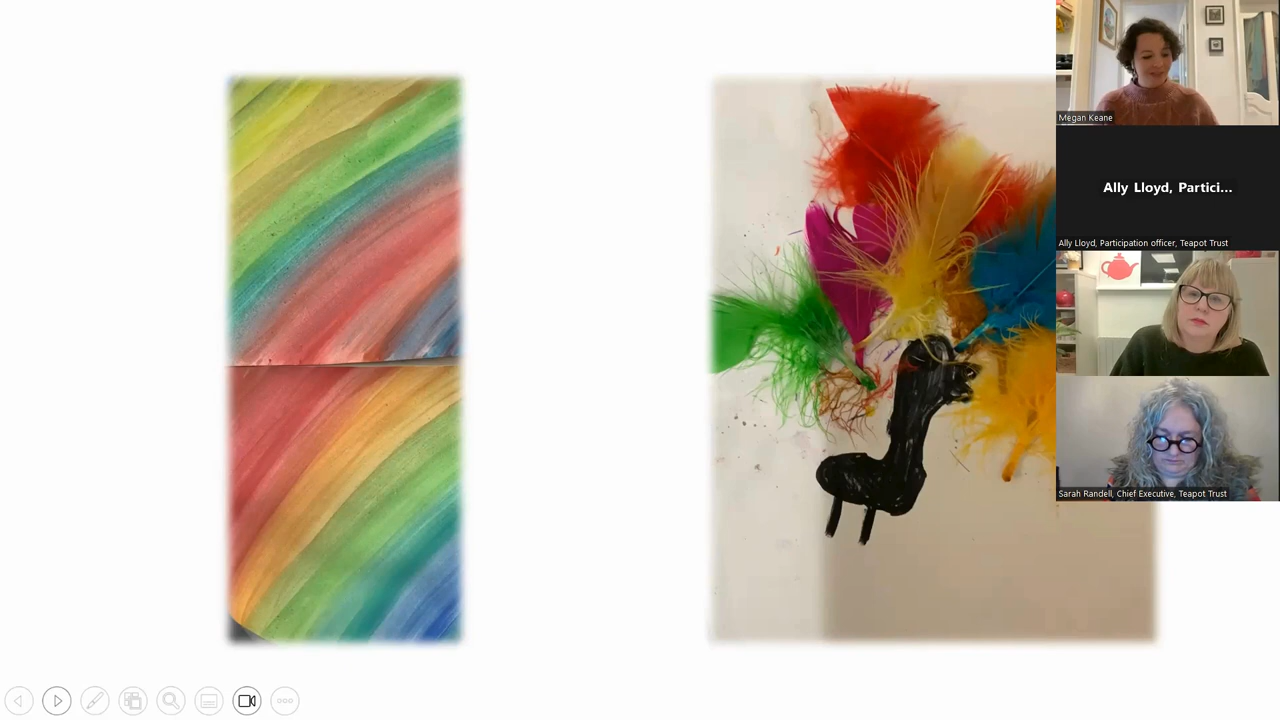 Megan Keane
Ally Lloyd, Partici...
Ally Lloyd, Participation officer, Teapot Trust
Sarah Randell, Chief Executive, Teapot Trust